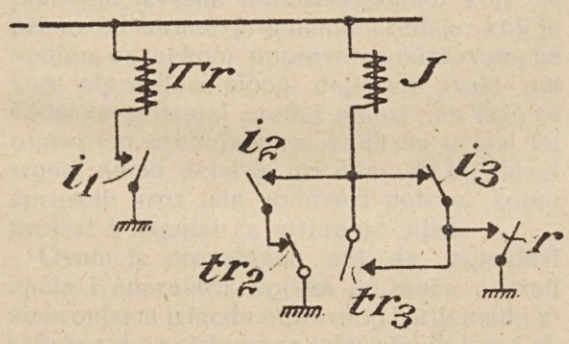 Tr J
i₂ i₃
i₁ r
tr₂ tr₃